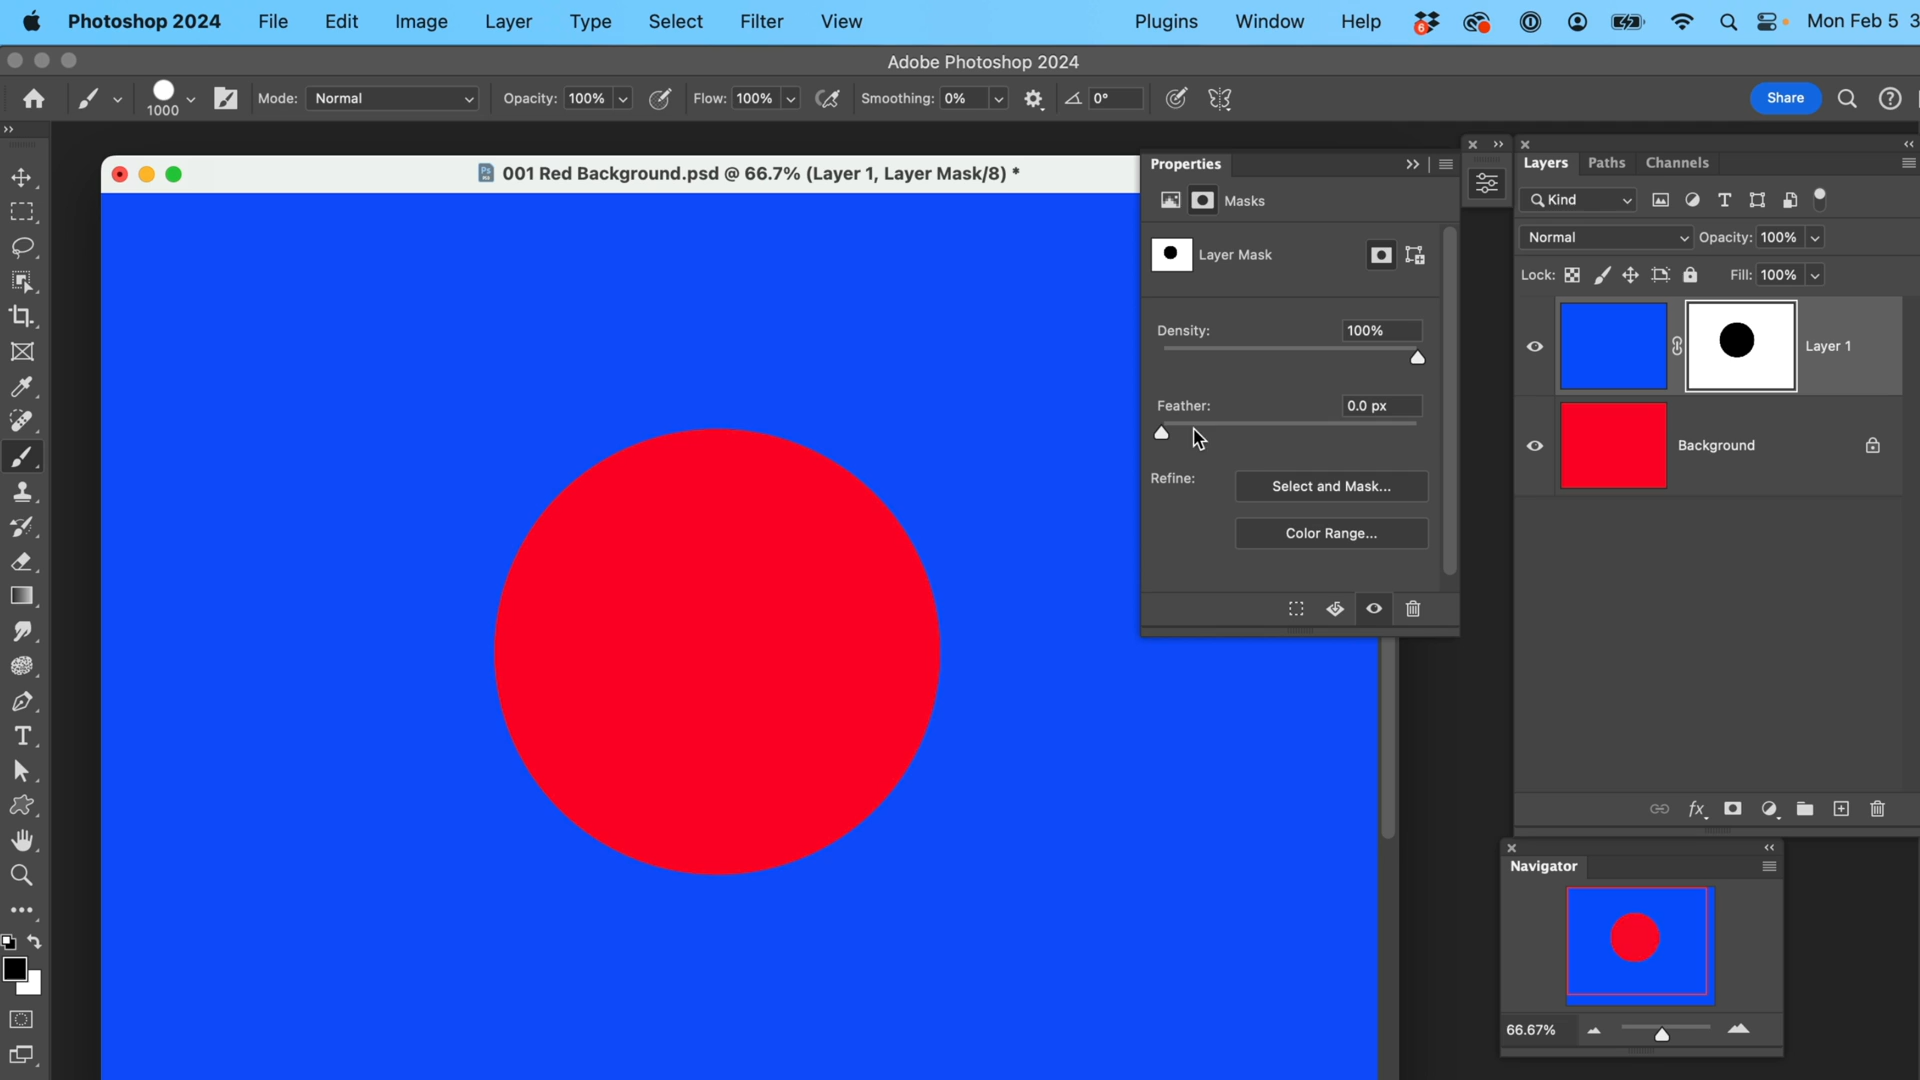 Photoshop 2024 File Edit Image Layer Type Select Filter View Plugins Window Help 6 Mon Feb 5 3
Adobe Photoshop 2024
1000 Mode: Normal Opacity: 100% Flow: 100% Smoothing: 0% 0° Share
001 Red Background.psd @ 66.7% (Layer 1, Layer Mask/8) *
Properties
Masks
Layer Mask
Density: 100%
Feather: 0.0 px
Refine: Select and Mask...
Color Range...
Layers Paths Channels
Kind
Normal Opacity: 100%
Lock: Fill: 100%
Layer 1
Background
fx
Navigator
66.67%